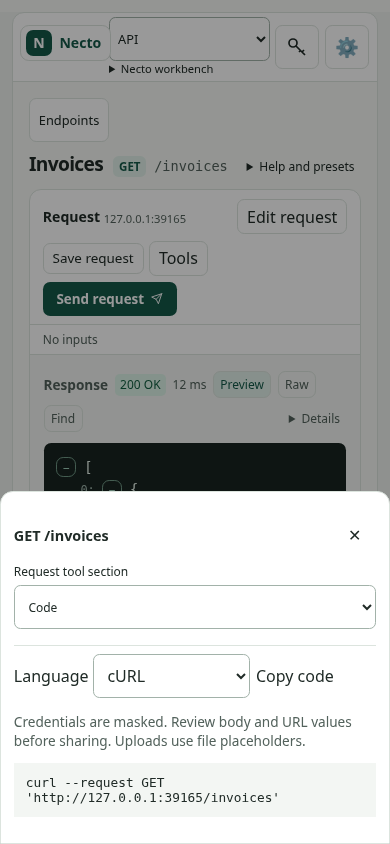 N Necto
API
Necto workbench
Endpoints
Invoices GET /invoices Help and presets
Request 127.0.0.1:39165 Edit request
Save request Tools
Send request
No inputs
Response 200 OK 12 ms Preview Raw
Find Details
− [
0: − {
GET /invoices ✕
Request tool section
Code
Language cURL Copy code
Credentials are masked. Review body and URL values
before sharing. Uploads use file placeholders.
curl --request GET
'http://127.0.0.1:39165/invoices'